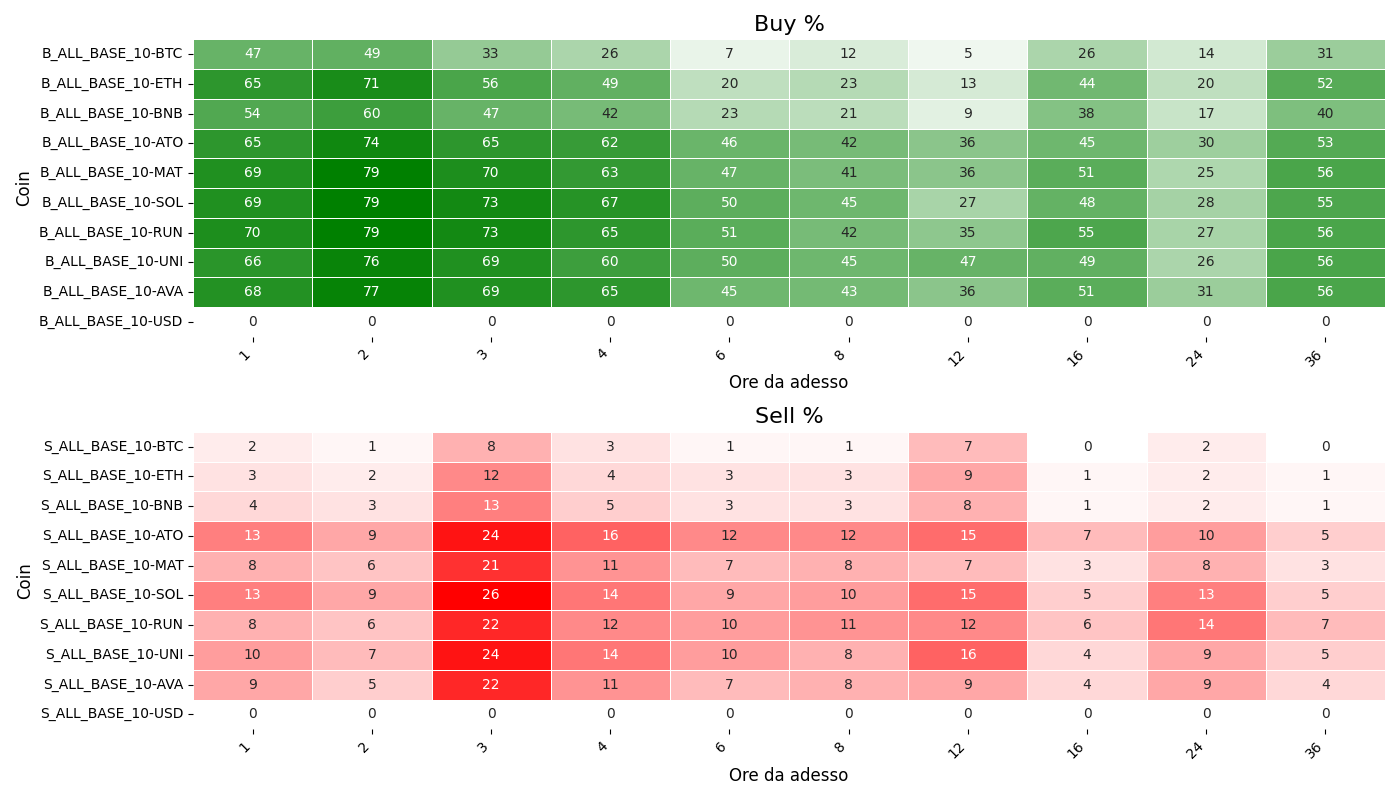 Buy %
Coin
B_ALL_BASE_10-BTC 47 49 33 26 7 12 5 26 14 31
B_ALL_BASE_10-ETH 65 71 56 49 20 23 13 44 20 52
B_ALL_BASE_10-BNB 54 60 47 42 23 21 9 38 17 40
B_ALL_BASE_10-ATO 65 74 65 62 46 42 36 45 30 53
B_ALL_BASE_10-MAT 69 79 70 63 47 41 36 51 25 56
B_ALL_BASE_10-SOL 69 79 73 67 50 45 27 48 28 55
B_ALL_BASE_10-RUN 70 79 73 65 51 42 35 55 27 56
B_ALL_BASE_10-UNI 66 76 69 60 50 45 47 49 26 56
B_ALL_BASE_10-AVA 68 77 69 65 45 43 36 51 31 56
B_ALL_BASE_10-USD 0 0 0 0 0 0 0 0 0 0
1 2 3 4 6 8 12 16 24 36
Ore da adesso
Sell %
Coin
S_ALL_BASE_10-BTC 2 1 8 3 1 1 7 0 2 0
S_ALL_BASE_10-ETH 3 2 12 4 3 3 9 1 2 1
S_ALL_BASE_10-BNB 4 3 13 5 3 3 8 1 2 1
S_ALL_BASE_10-ATO 13 9 24 16 12 12 15 7 10 5
S_ALL_BASE_10-MAT 8 6 21 11 7 8 7 3 8 3
S_ALL_BASE_10-SOL 13 9 26 14 9 10 15 5 13 5
S_ALL_BASE_10-RUN 8 6 22 12 10 11 12 6 14 7
S_ALL_BASE_10-UNI 10 7 24 14 10 8 16 4 9 5
S_ALL_BASE_10-AVA 9 5 22 11 7 8 9 4 9 4
S_ALL_BASE_10-USD 0 0 0 0 0 0 0 0 0 0
1 2 3 4 6 8 12 16 24 36
Ore da adesso